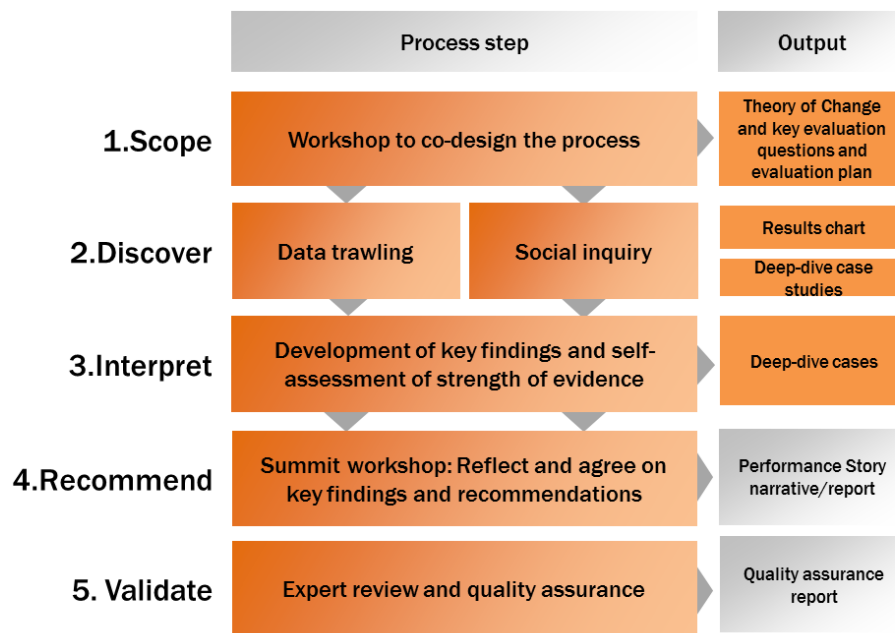 Process step
Output
1.Scope
Workshop to co-design the process
Theory of Change
and key evaluation
questions and
evaluation plan
2.Discover
Data trawling
Social inquiry
Results chart
Deep-dive case
studies
3.Interpret
Development of key findings and self-
assessment of strength of evidence
Deep-dive cases
4.Recommend
Summit workshop: Reflect and agree on
key findings and recommendations
Performance Story
narrative/report
5. Validate
Expert review and quality assurance
Quality assurance
report